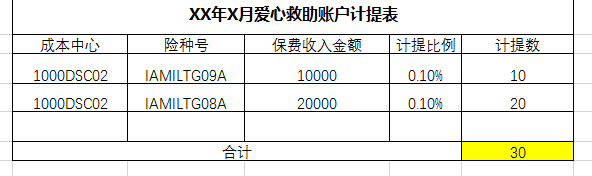 XX年X月爱心救助账户计提表
成本中心 险种号 保费收入金额 计提比例 计提数
1000DSC02 IAMILTG09A 10000 0.10% 10
1000DSC02 IAMILTG08A 20000 0.10% 20
合计 30